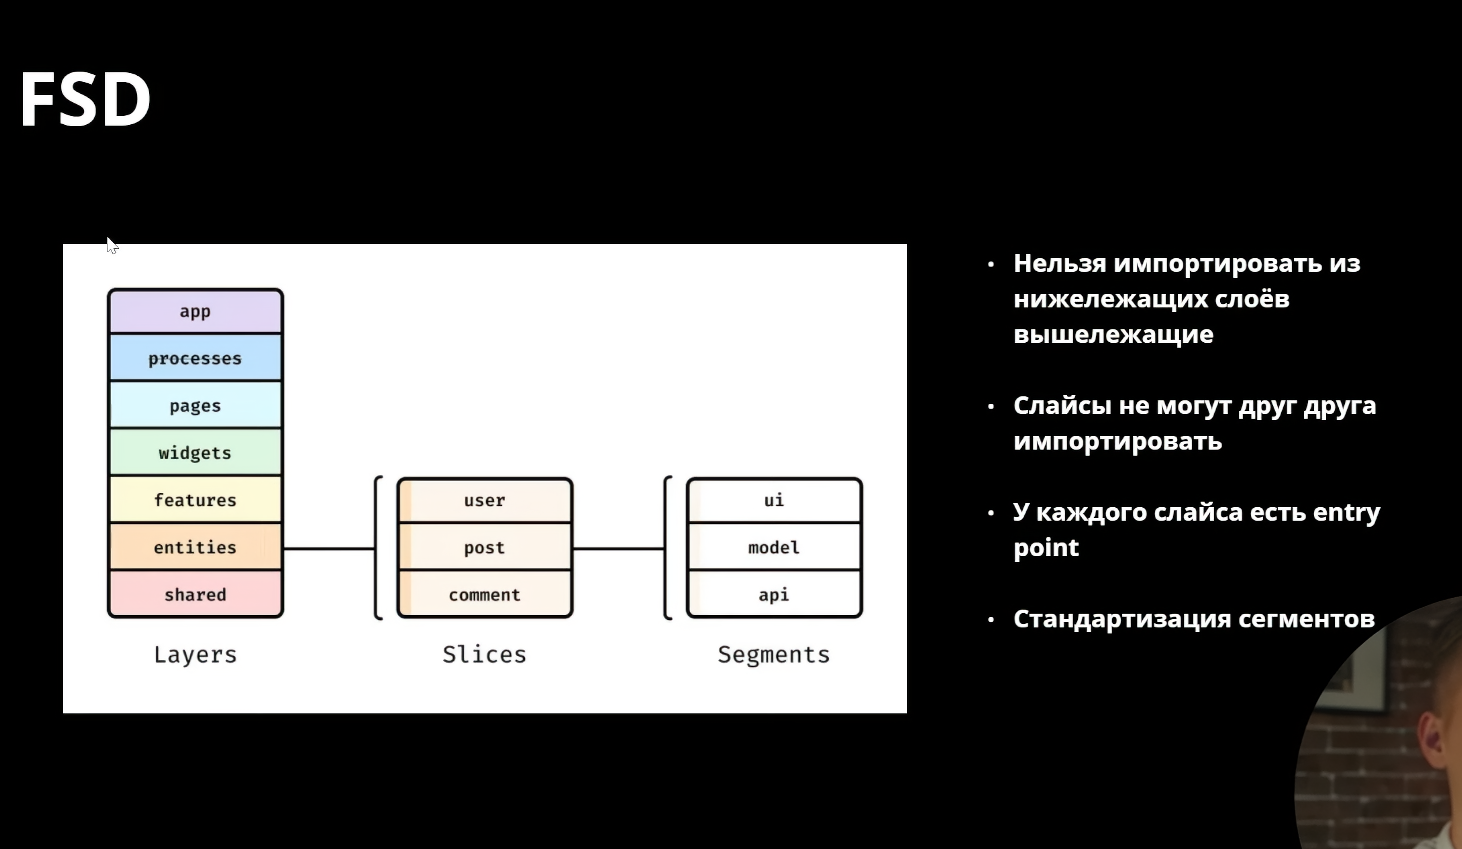 FSD
app
processes
pages
widgets
features
entities
shared
Layers
user
post
comment
Slices
ui
model
api
Segments
• Нельзя импортировать из
нижележащих слоёв
вышележащие
• Слайсы не могут друг друга
импортировать
• У каждого слайса есть entry
point
• Стандартизация сегментов